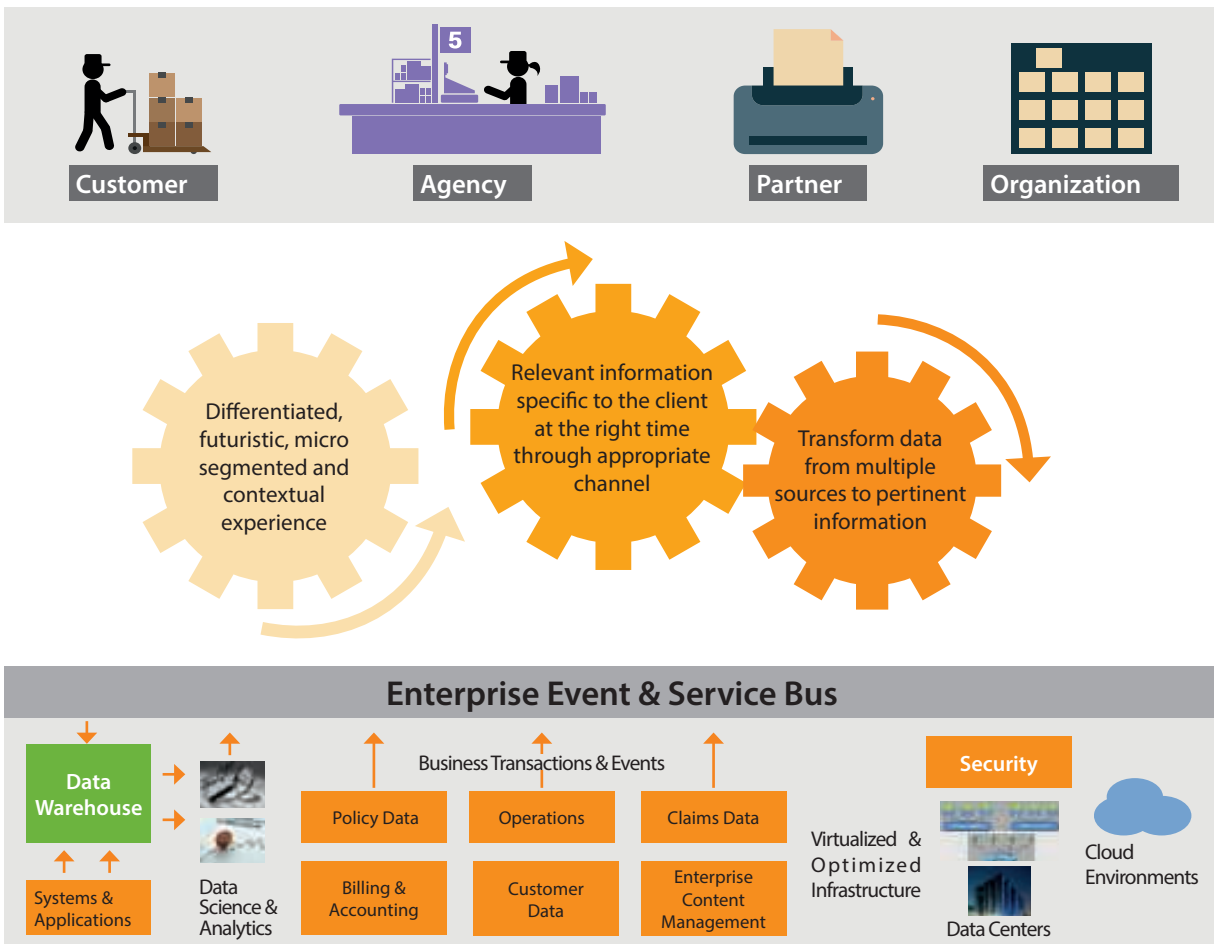 5
Customer
Agency
Partner
Organization
Differentiated,
futuristic, micro
segmented and
contextual
experience
Relevant information
specific to the client
at the right time
through appropriate
channel
Transform data
from multiple
sources to pertinent
information
Enterprise Event & Service Bus
Data
Warehouse
Systems &
Applications
Data
Science &
Analytics
Business Transactions & Events
Policy Data
Operations
Claims Data
Billing &
Accounting
Customer
Data
Enterprise
Content
Management
Virtualized &
Optimized
Infrastructure
Security
Data Centers
Cloud
Environments